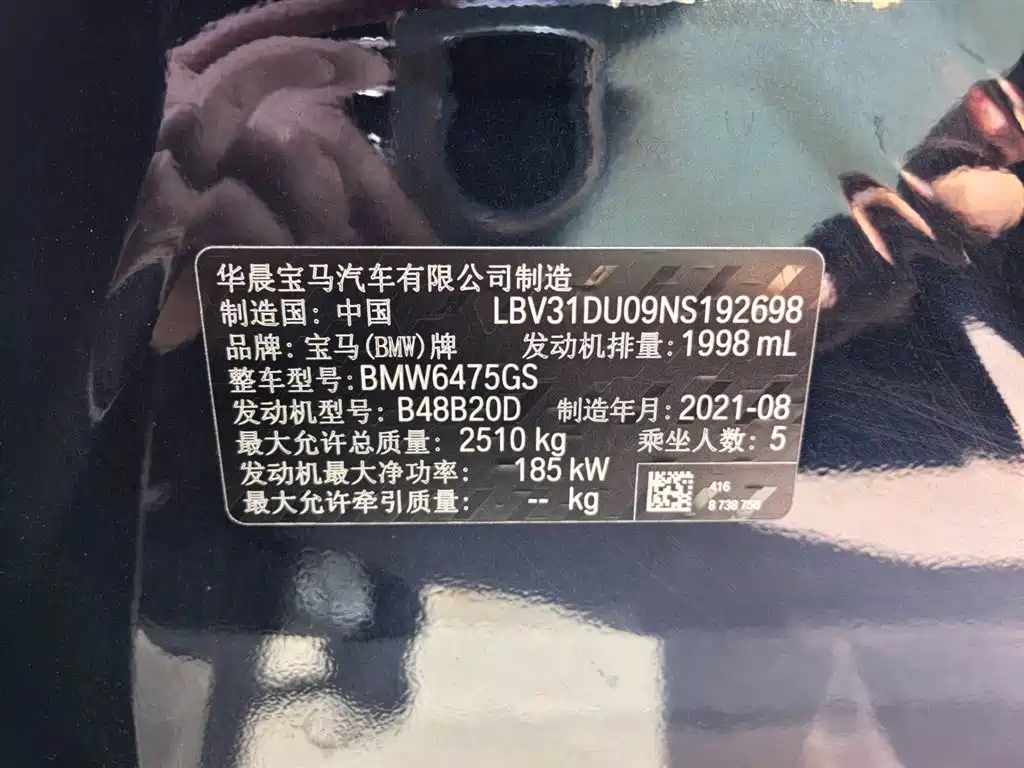 华晨宝马汽车有限公司制造
制造国：中国 LBV31DU09NS192698
品牌：宝马(BMW)牌 发动机排量：1998 mL
整车型号：BMW6475GS
发动机型号：B48B20D 制造年月：2021-08
最大允许总质量：2510 kg 乘坐人数：5
发动机最大净功率：185 kW
最大允许牵引质量：-- kg
416
8 738 750